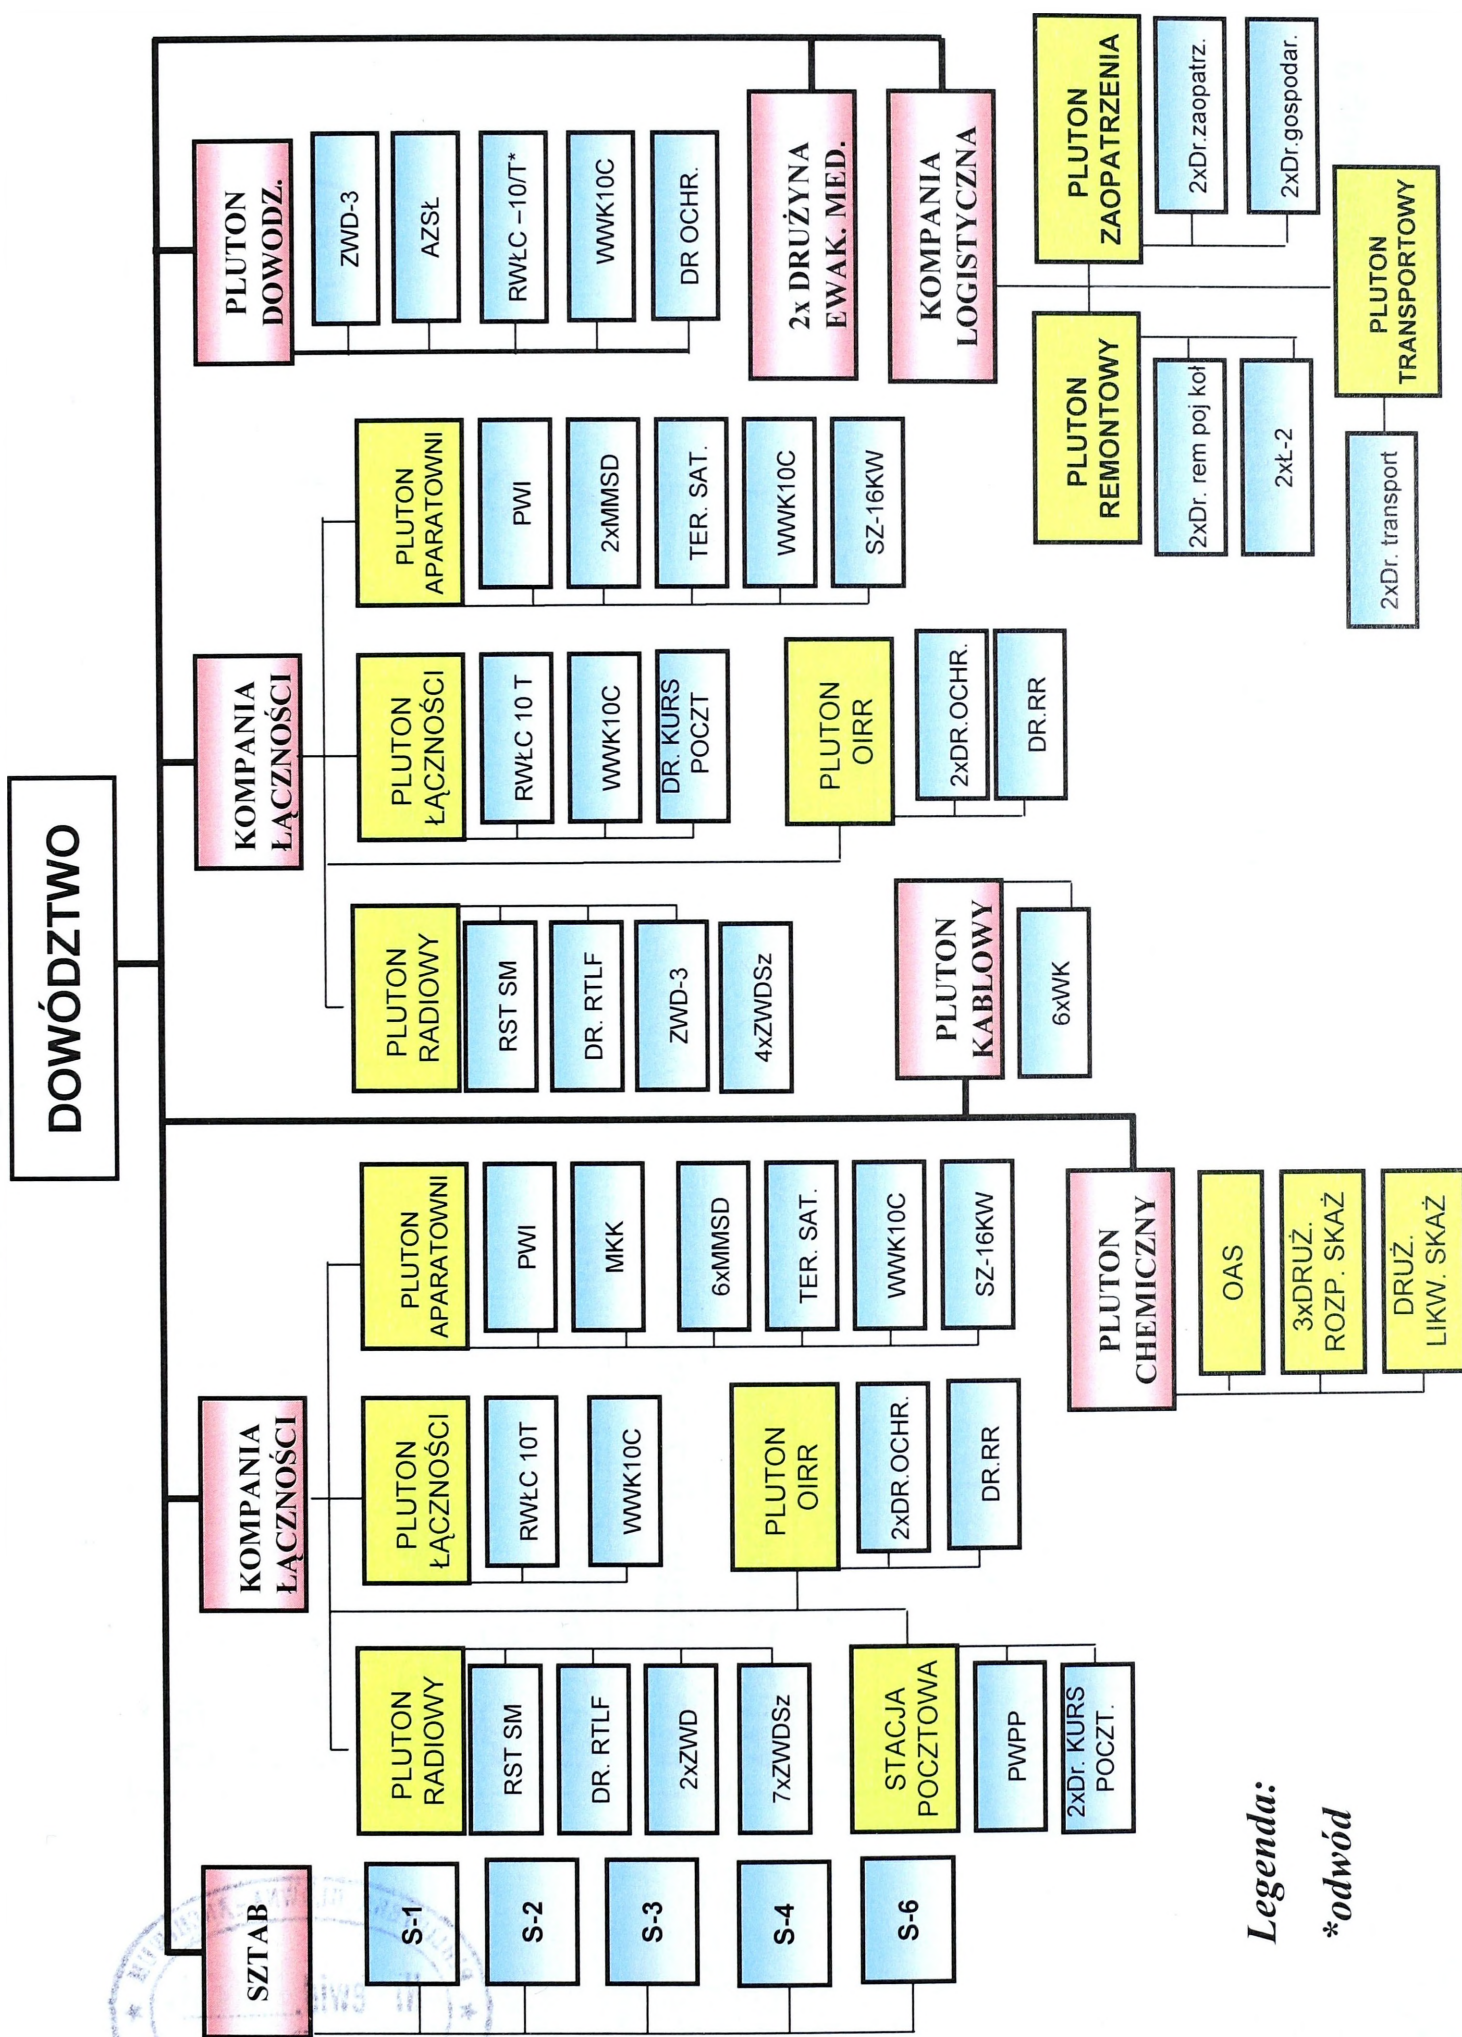 DOWÓDZTWO
SZTAB
S-1
S-2
S-3
S-4
S-6
KOMPANIA
ŁĄCZNOŚCI
PLUTON
RADIOWY
RST SM
DR. RTLF
2xZWD
7xZWDSz
PLUTON
ŁĄCZNOŚCI
RWŁC 10T
WWK10C
PLUTON
APARATOWNI
PWI
MKK
6xMMSD
TER. SAT.
WWK10C
SZ-16KW
PLUTON
OIRR
2xDR.OCHR.
DR.RR
STACJA
POCZTOWA
PWPP
2xDr. KURS
POCZT.
PLUTON
KABLOWY
6xWK
PLUTON
CHEMICZNY
OAS
3xDRUŻ.
ROZP. SKAŻ
DRUŻ.
LIKW. SKAŻ
KOMPANIA
ŁĄCZNOŚCI
PLUTON
RADIOWY
RST SM
DR. RTLF
ZWD-3
4xZWDSz
PLUTON
ŁĄCZNOŚCI
RWŁC 10 T
WWK10C
DR. KURS
POCZT
PLUTON
APARATOWNI
PWI
2xMMSD
TER. SAT.
WWK10C
SZ-16KW
PLUTON
OIRR
2xDR.OCHR.
DR.RR
PLUTON
DOWODZ.
ZWD-3
AZSŁ
RWŁC –10/T*
WWK10C
DR OCHR.
2x DRUŻYNA
EWAK. MED.
KOMPANIA
LOGISTYCZNA
PLUTON
REMONTOWY
2xDr. rem poj koł
2xŁ-2
PLUTON
ZAOPATRZENIA
2xDr.zaopatrz.
2xDr.gospodar.
PLUTON
TRANSPORTOWY
2xDr. transport
Legenda:
*odwód